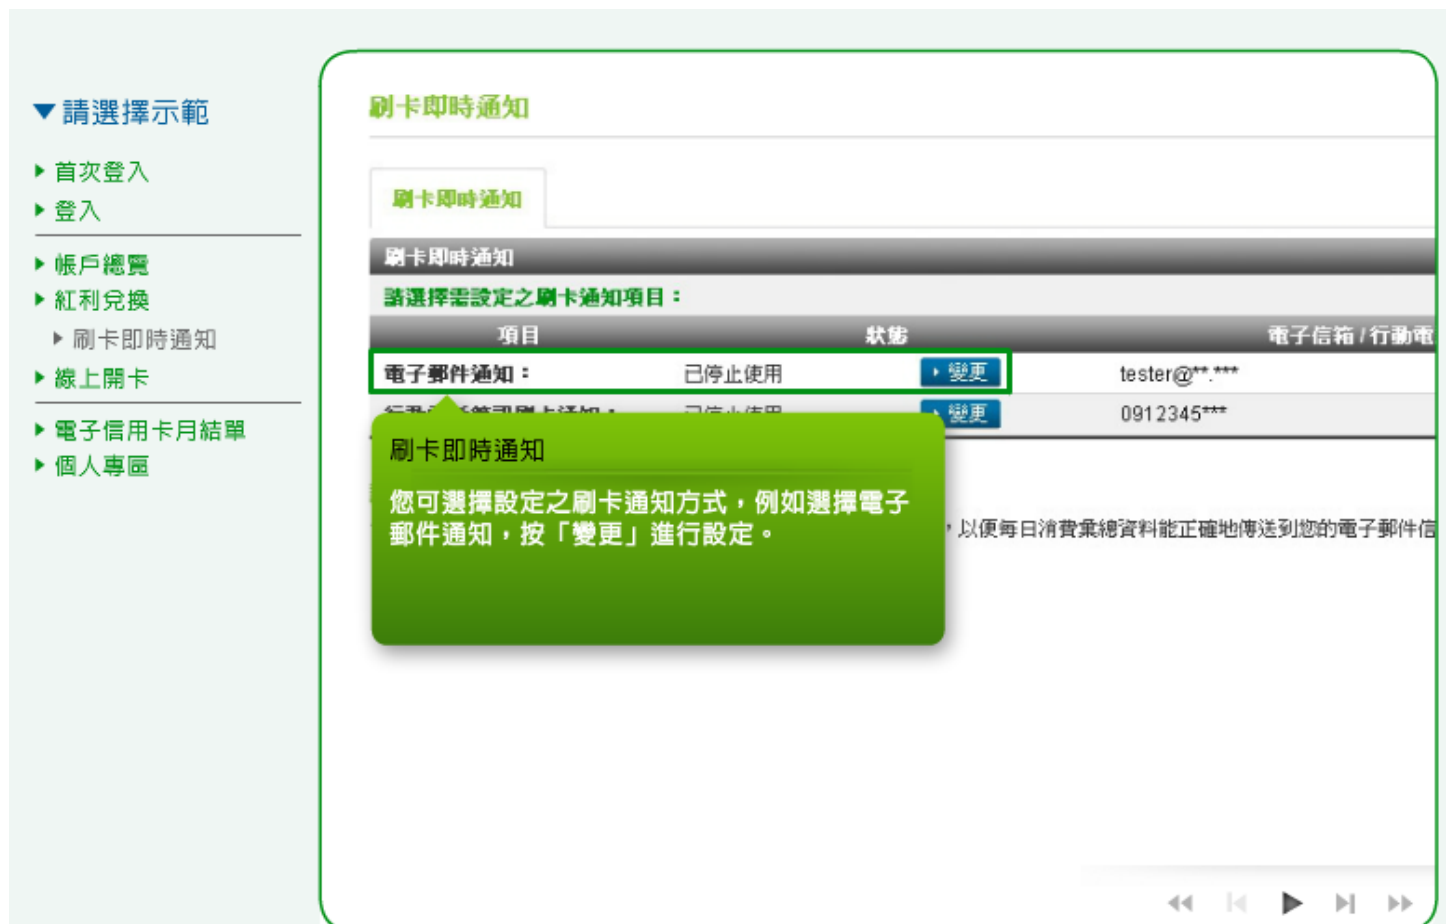 請選擇示範
首次登入
登入
帳戶總覽
紅利兌換
刷卡即時通知
線上開卡
電子信用卡月結單
個人專區
刷卡即時通知
刷卡即時通知
刷卡即時通知
請選擇需設定之刷卡通知項目：
項目 狀態 電子信箱 / 行動電
電子郵件通知： 已停止使用 變更 tester@**.***
變更 0912345***
刷卡即時通知
您可選擇設定之刷卡通知方式，例如選擇電子
郵件通知，按「變更」進行設定。
，以便每日消費彙總資料能正確地傳送到您的電子郵件信